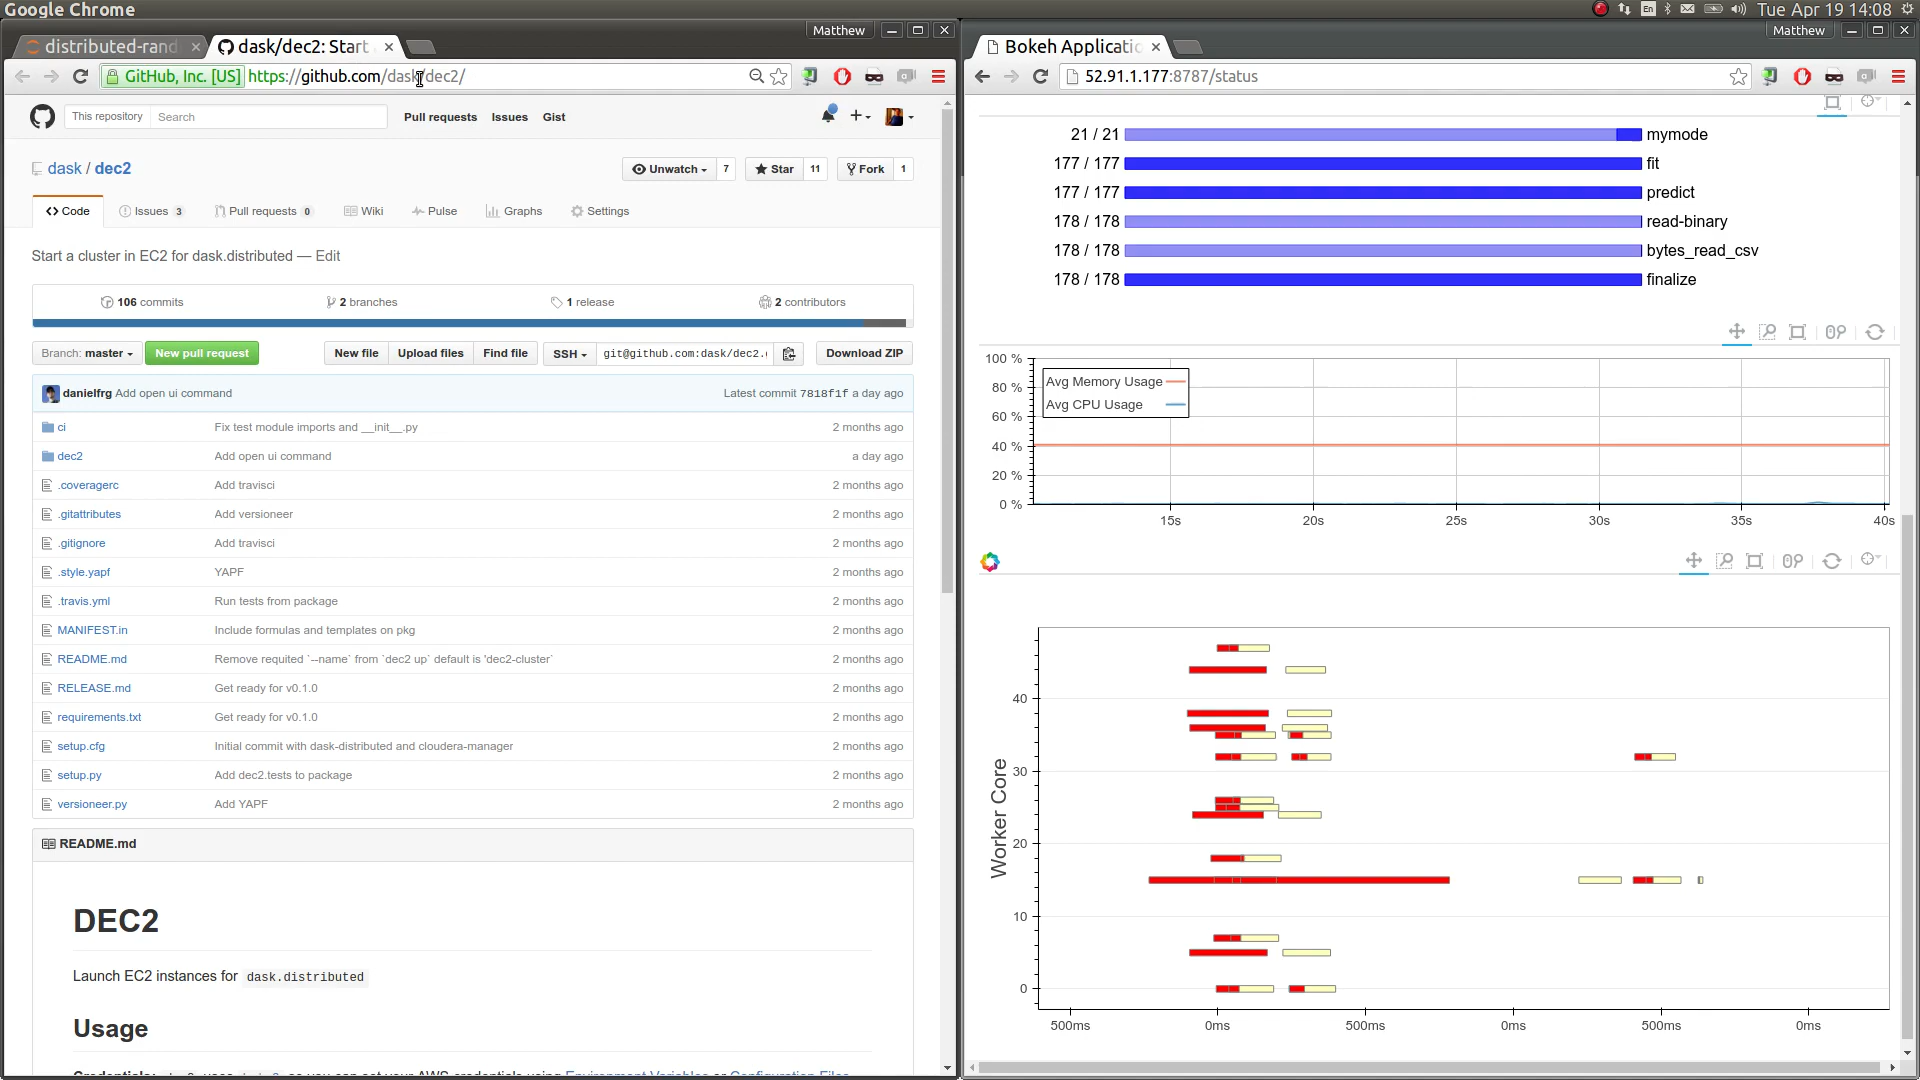 Google Chrome
En
Tue Apr 19 14:08
Matthew
distributed-rand
dask/dec2: Start
GitHub, Inc. [US] https://github.com/dask/dec2/
This repository Search
Pull requests Issues Gist
dask / dec2
Unwatch 7 Star 11 Fork 1
Code Issues 3 Pull requests 0 Wiki Pulse Graphs Settings
Start a cluster in EC2 for dask.distributed — Edit
106 commits 2 branches 1 release 2 contributors
Branch: master New pull request New file Upload files Find file SSH git@github.com:dask/dec2. Download ZIP
danielfrg Add open ui command Latest commit 7818f1f a day ago
ci Fix test module imports and __init__.py 2 months ago
dec2 Add open ui command a day ago
.coveragerc Add travisci 2 months ago
.gitattributes Add versioneer 2 months ago
.gitignore Add travisci 2 months ago
.style.yapf YAPF 2 months ago
.travis.yml Run tests from package 2 months ago
MANIFEST.in Include formulas and templates on pkg 2 months ago
README.md Remove requited `--name` from `dec2 up` default is 'dec2-cluster' 2 months ago
RELEASE.md Get ready for v0.1.0 2 months ago
requirements.txt Get ready for v0.1.0 2 months ago
setup.cfg Initial commit with dask-distributed and cloudera-manager 2 months ago
setup.py Add dec2.tests to package 2 months ago
versioneer.py Add YAPF 2 months ago
README.md
DEC2
Launch EC2 instances for dask.distributed
Usage
Matthew
Bokeh Applicatio
52.91.1.177:8787/status
21 / 21 mymode
177 / 177 fit
177 / 177 predict
178 / 178 read-binary
178 / 178 bytes_read_csv
178 / 178 finalize
100 %
80 %
60 %
40 %
20 %
0 %
Avg Memory Usage
Avg CPU Usage
15s 20s 25s 30s 35s 40s
Worker Core
40
30
20
10
0
500ms 0ms 500ms 0ms 500ms 0ms